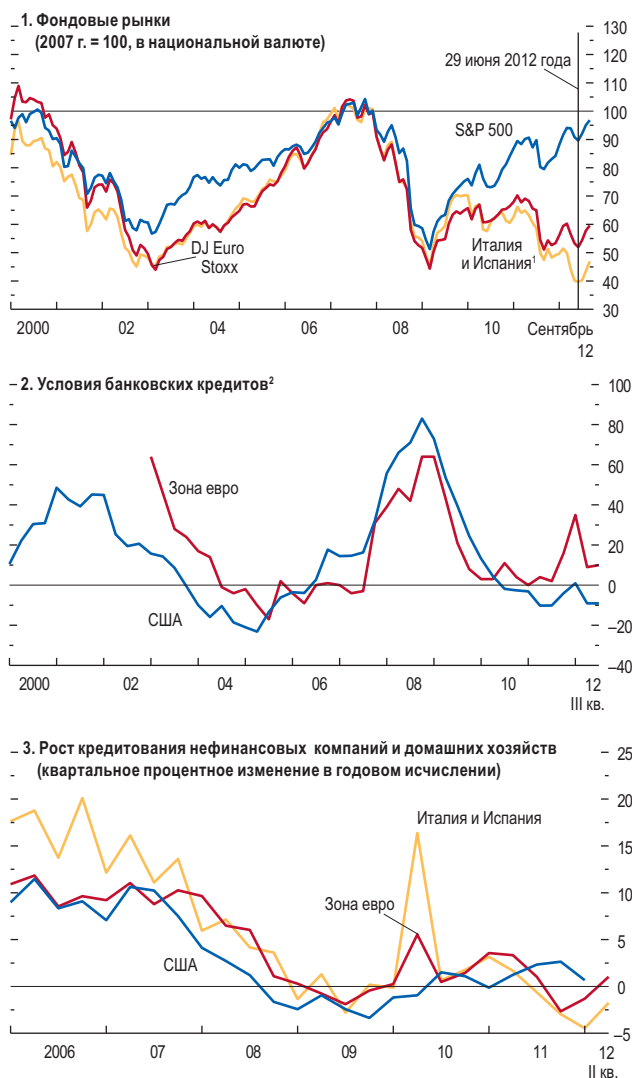 1. Фондовые рынки
(2007 г. = 100, в национальной валюте)
130
120
110
100
90
80
70
60
50
40
30
29 июня 2012 года
S&P 500
DJ Euro
Stoxx
Италия
и Испания¹
2000 02 04 06 08 10 Сентябрь
12
2. Условия банковских кредитов²
100
80
60
40
20
0
–20
–40
Зона евро
США
2000 02 04 06 08 10 12
III кв.
3. Рост кредитования нефинансовых компаний и домашних хозяйств
(квартальное процентное изменение в годовом исчислении)
25
20
15
10
5
0
–5
Италия и Испания
Зона евро
США
2006 07 08 09 10 11 12
II кв.